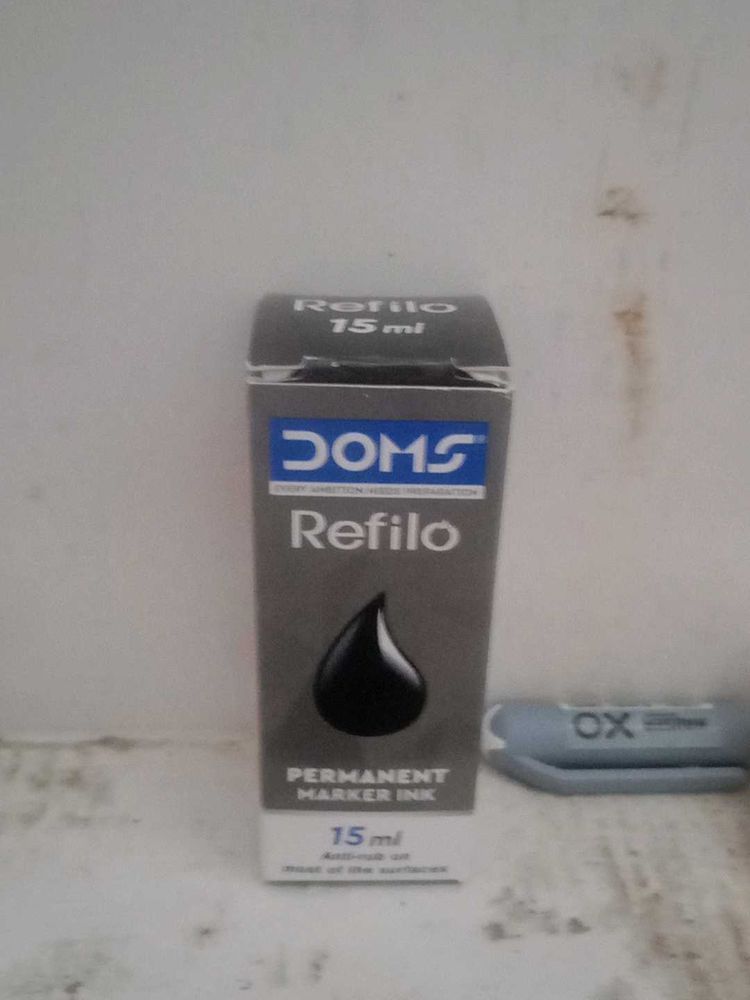 Refilo
15 ml
DOMS
EVERY AMBITION NEEDS PREPARATION
Refilo
PERMANENT
MARKER INK
15 ml
Anti-rub on
most of the surfaces
OX